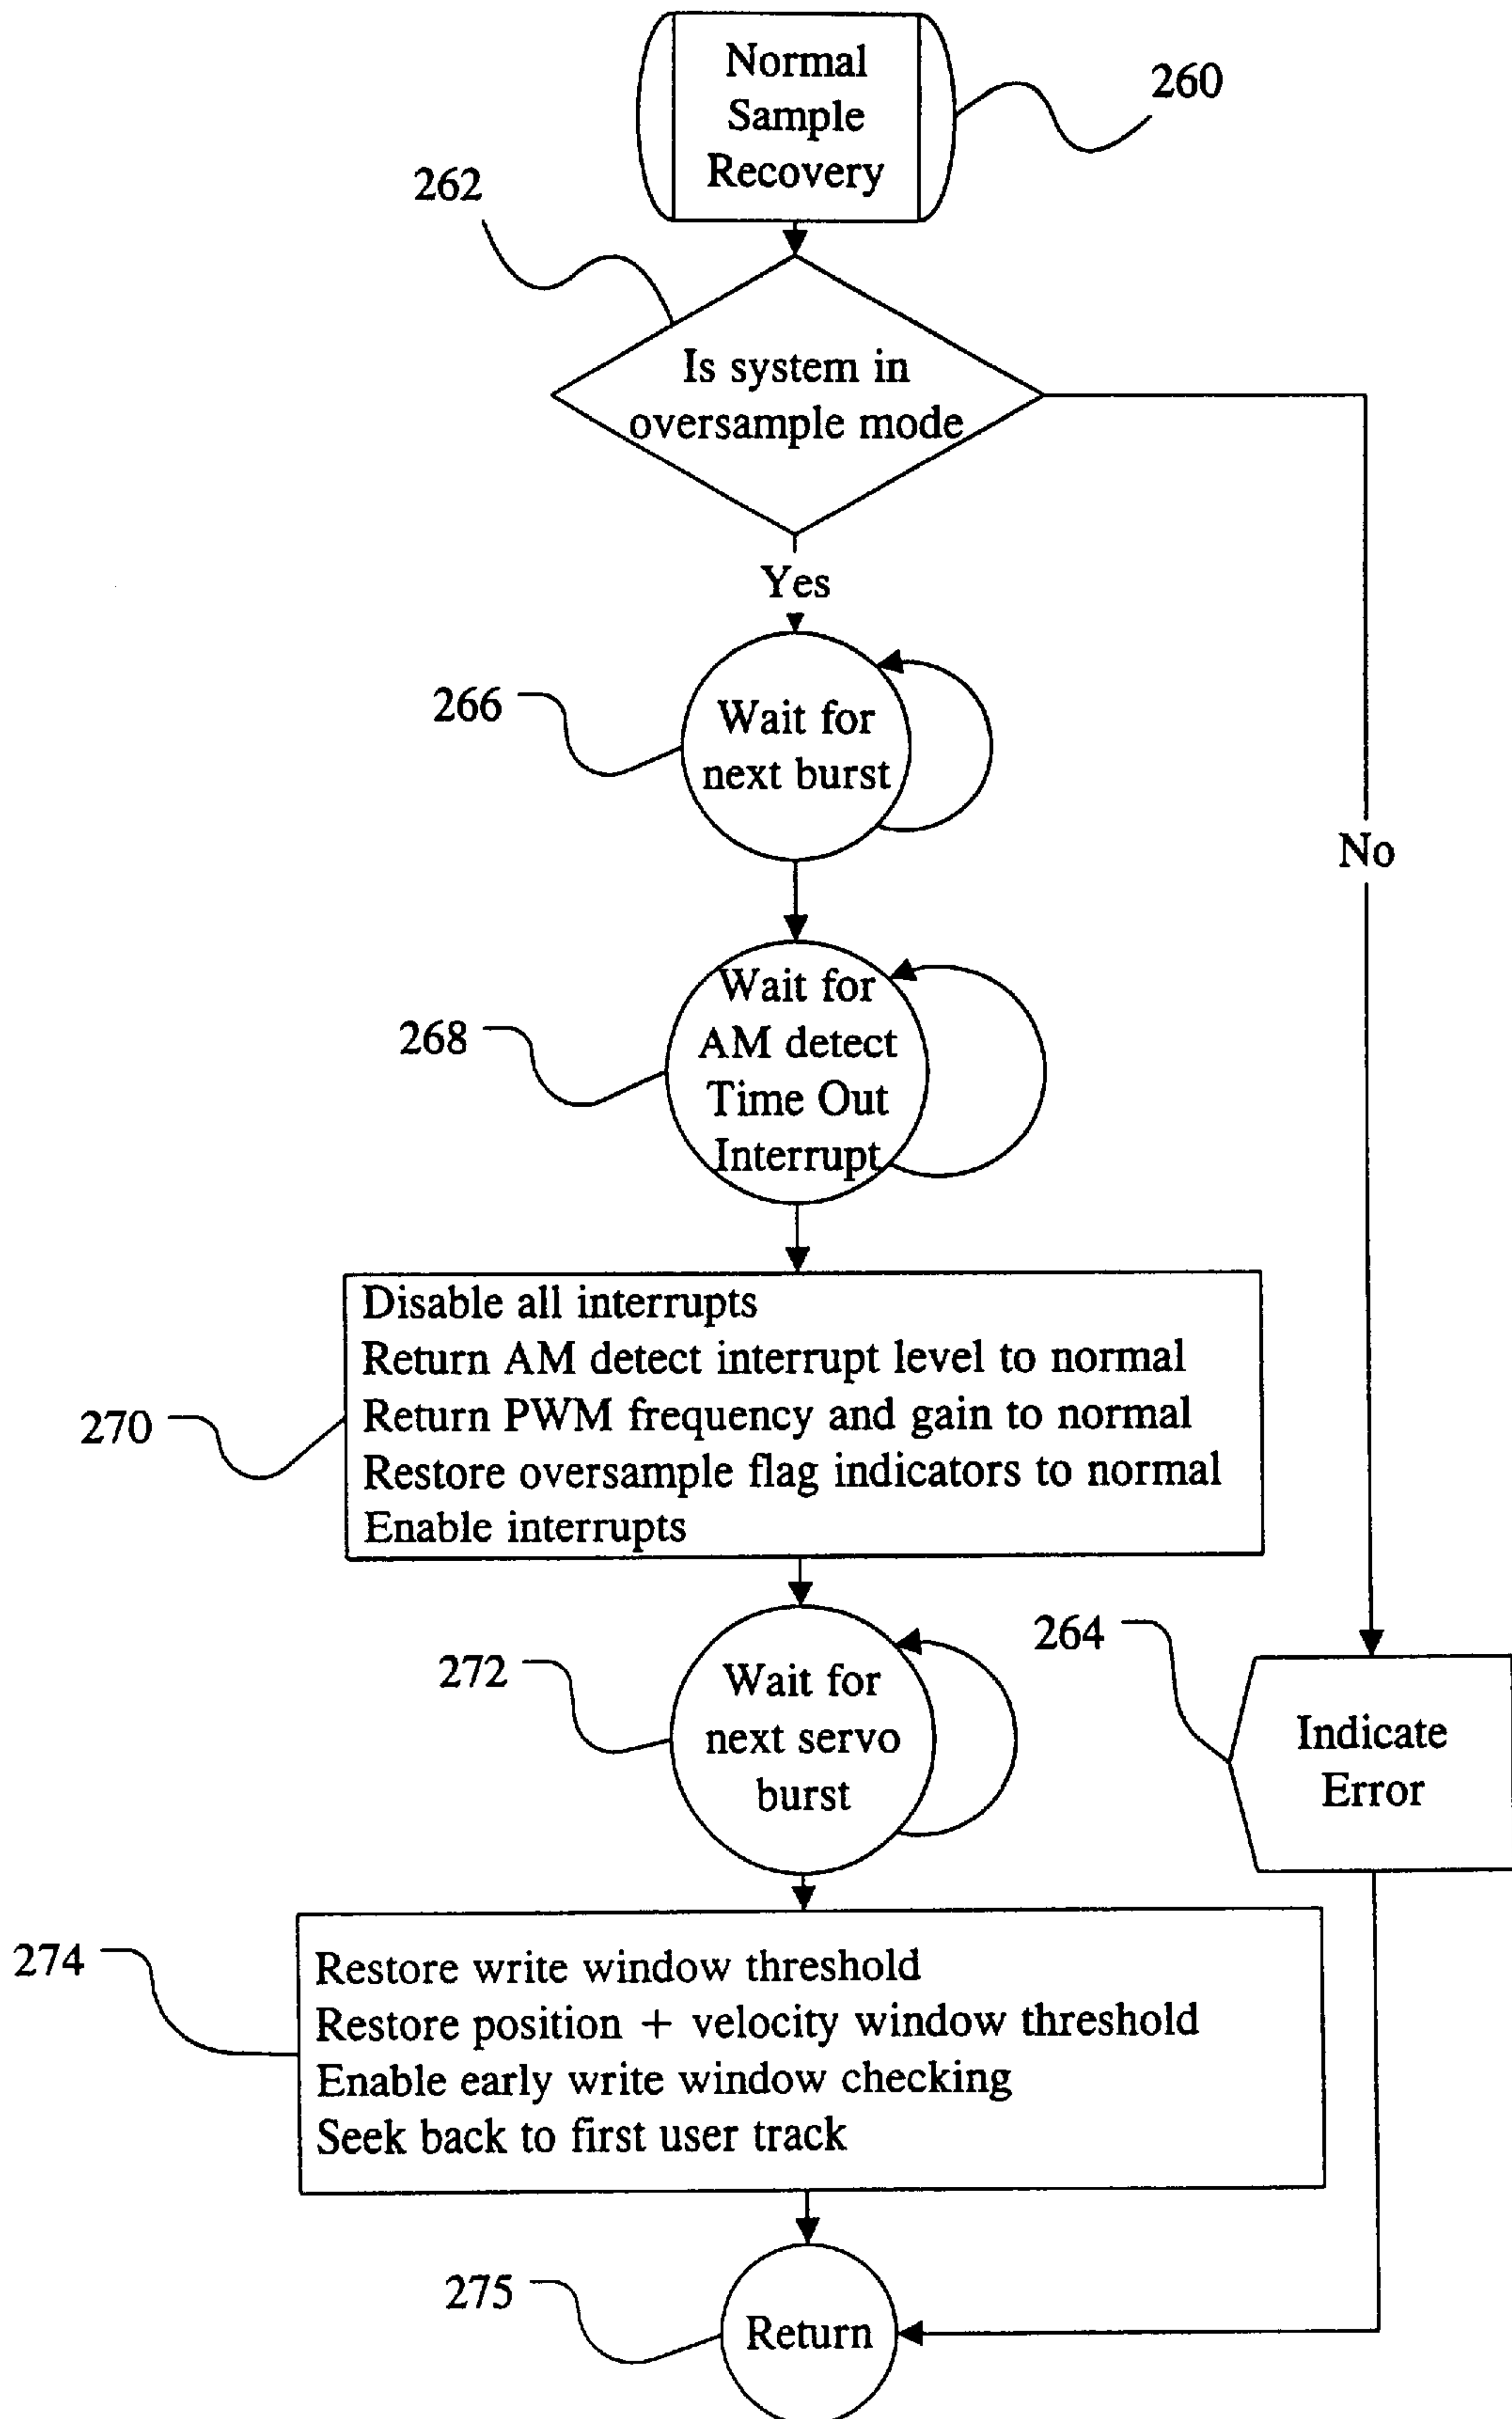 Normal
Sample
Recovery
260
262
Is system in
oversample mode
Yes
266
Wait for
next burst
No
268
Wait for
AM detect
Time Out
Interrupt
270
Disable all interrupts
Return AM detect interrupt level to normal
Return PWM frequency and gain to normal
Restore oversample flag indicators to normal
Enable interrupts
272
Wait for
next servo
burst
264
Indicate
Error
274
Restore write window threshold
Restore position + velocity window threshold
Enable early write window checking
Seek back to first user track
275
Return